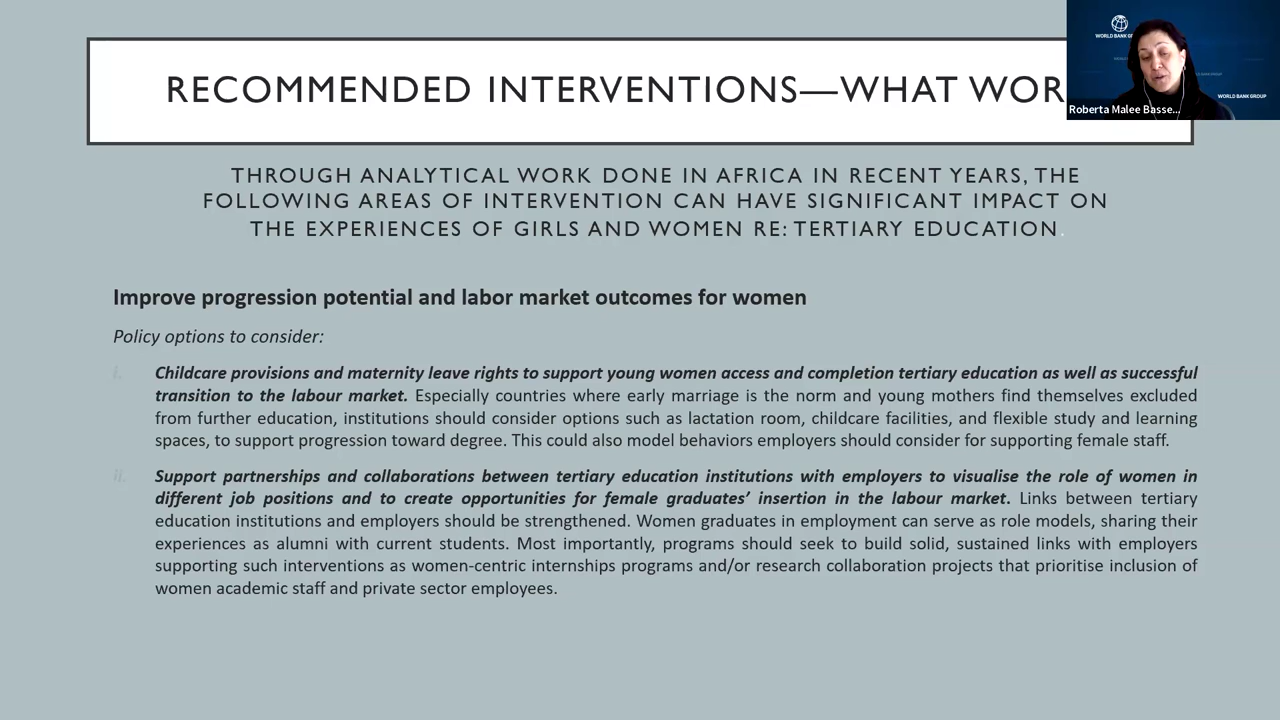 RECOMMENDED INTERVENTIONS—WHAT WOR
WORLD BANK GR
WORLD BANK GROUP
Roberta Malee Basse...
THROUGH ANALYTICAL WORK DONE IN AFRICA IN RECENT YEARS, THE
FOLLOWING AREAS OF INTERVENTION CAN HAVE SIGNIFICANT IMPACT ON
THE EXPERIENCES OF GIRLS AND WOMEN RE: TERTIARY EDUCATION.
Improve progression potential and labor market outcomes for women
Policy options to consider:
i. Childcare provisions and maternity leave rights to support young women access and completion tertiary education as well as successful
transition to the labour market. Especially countries where early marriage is the norm and young mothers find themselves excluded
from further education, institutions should consider options such as lactation room, childcare facilities, and flexible study and learning
spaces, to support progression toward degree. This could also model behaviors employers should consider for supporting female staff.
ii. Support partnerships and collaborations between tertiary education institutions with employers to visualise the role of women in
different job positions and to create opportunities for female graduates’ insertion in the labour market. Links between tertiary
education institutions and employers should be strengthened. Women graduates in employment can serve as role models, sharing their
experiences as alumni with current students. Most importantly, programs should seek to build solid, sustained links with employers
supporting such interventions as women-centric internships programs and/or research collaboration projects that prioritise inclusion of
women academic staff and private sector employees.